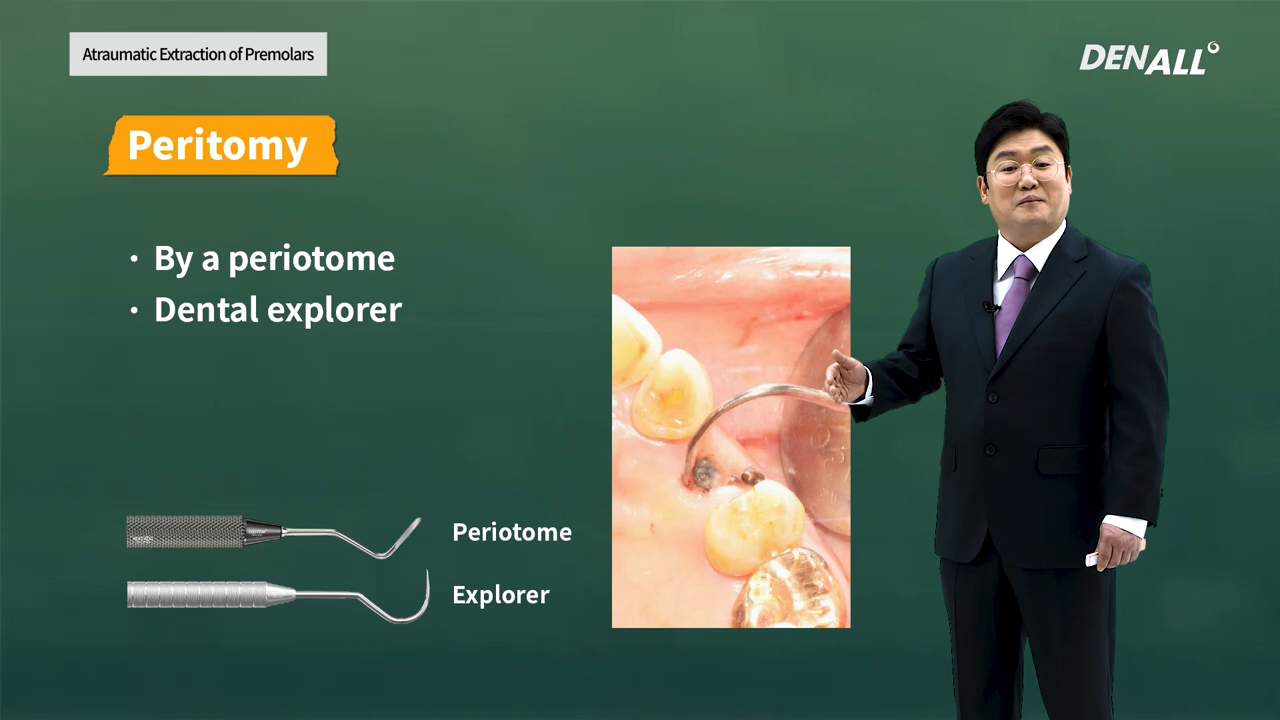 Atraumatic Extraction of Premolars
DENALL
Peritomy
• By a periotome
• Dental explorer
Periotome
Explorer